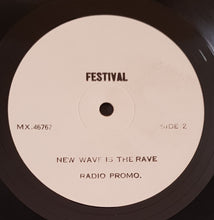 FESTIVAL
MX.46767 SIDE 2
NEW WAVE IS THE RAVE
RADIO PROMO.